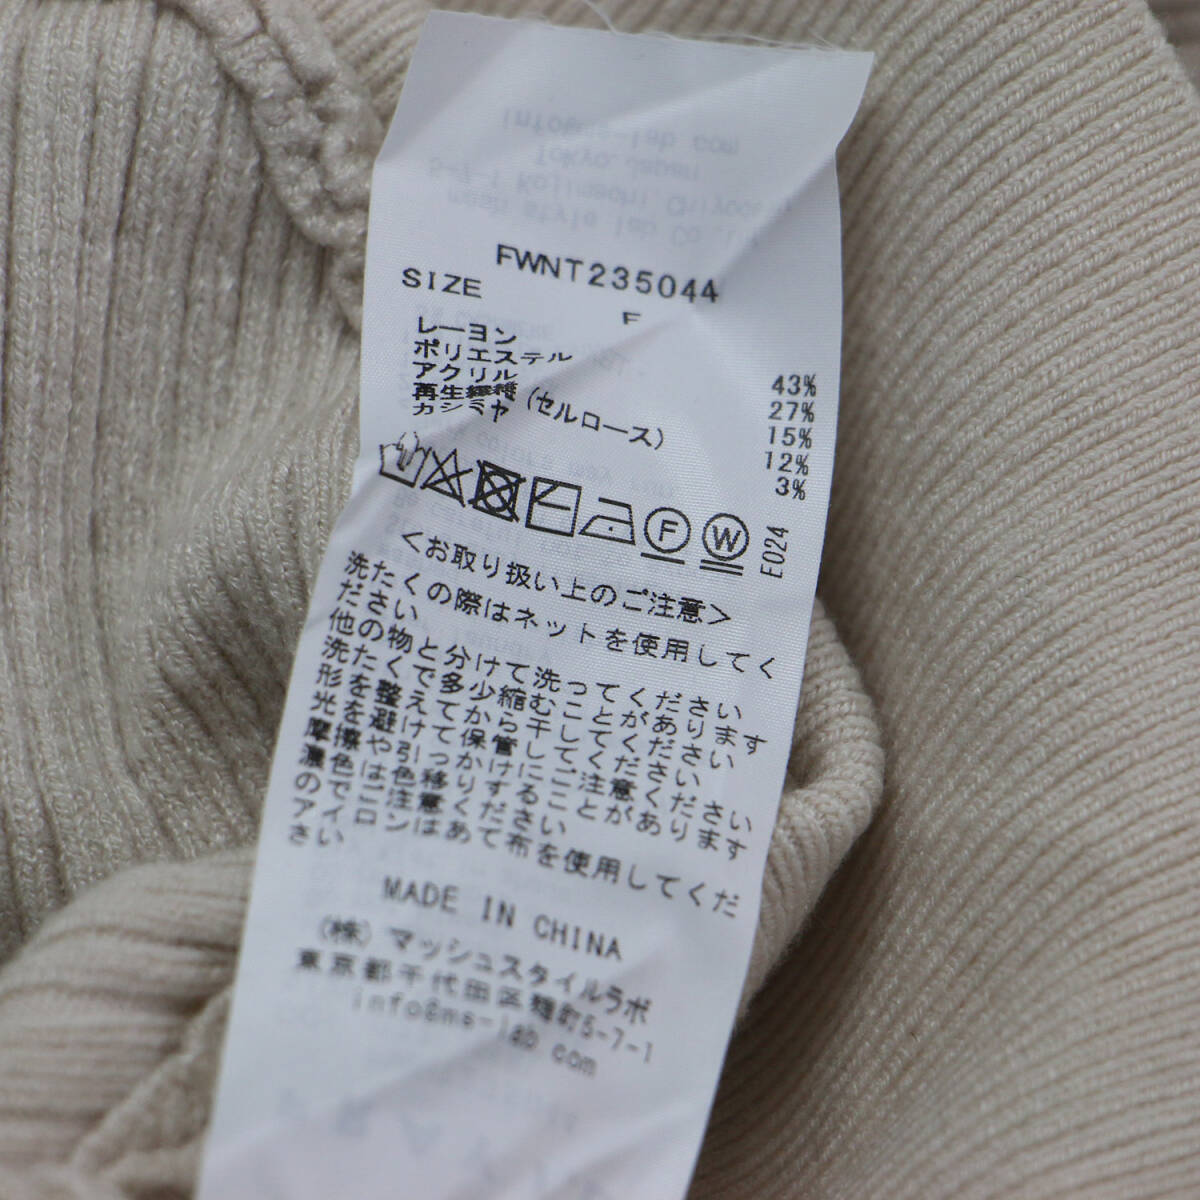 FWNT235044
SIZE F
レーヨン 43%
ポリエステル 27%
アクリル 15%
再生繊維(セルロース) 12%
カシミヤ 3%
F W E024
<お取り扱い上のご注意>
洗たくの際はネットを使用してく
ださい
他の物と分けて洗ってください
洗たくで多少縮むことがあります
形を整えてから干してください
光を避けて保管してください
摩擦や引っかけにご注意ください
濃色は色移りすることがあります
のでご注意ください
アイロンはあて布を使用してくだ
さい
MADE IN CHINA
(株)マッシュスタイルラボ
東京都千代田区麹町5-7-1
info@ms-lab com